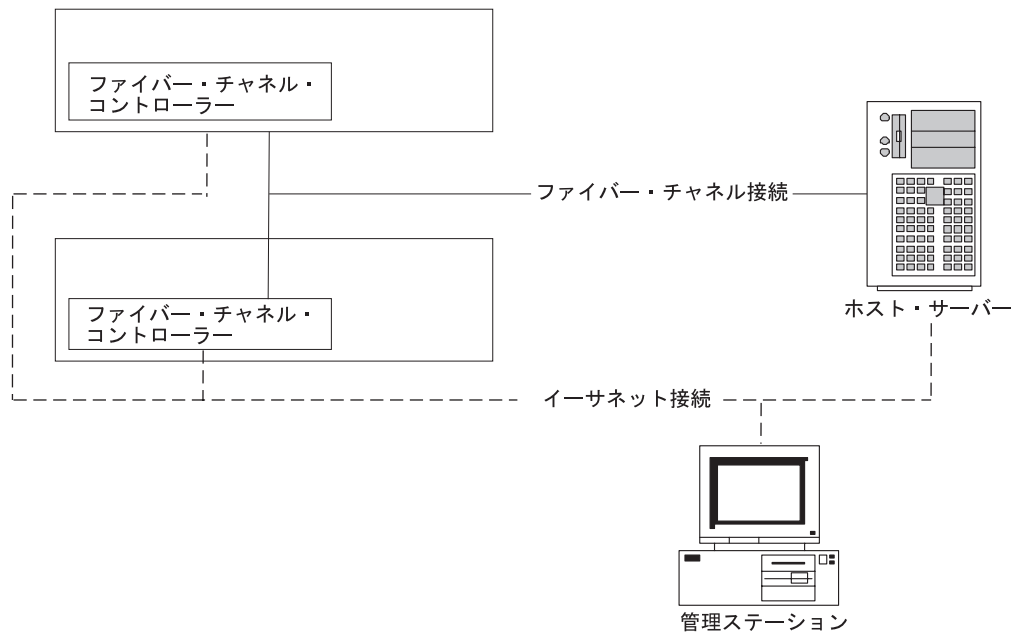 ファイバー・チャネル・
コントローラー
ファイバー・チャネル接続
ホスト・サーバー
ファイバー・チャネル・
コントローラー
イーサネット接続
管理ステーション